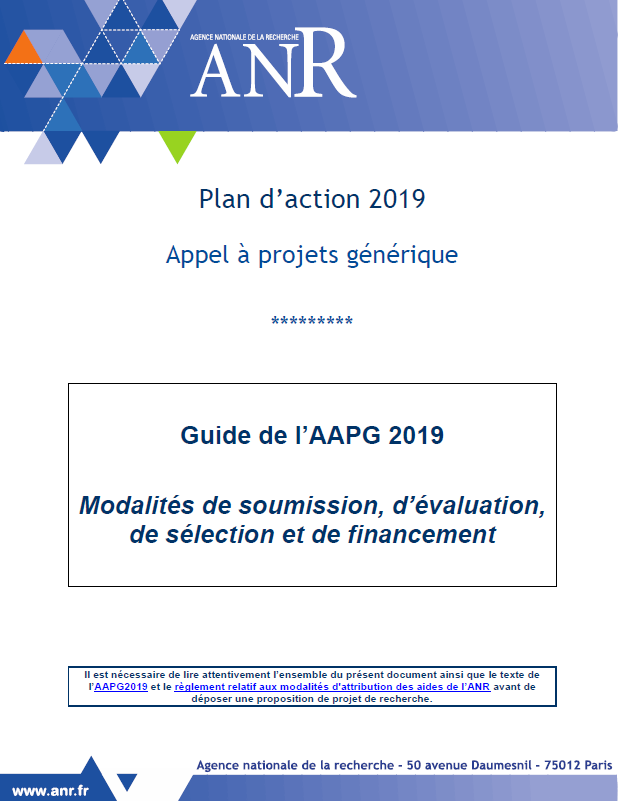 AGENCE NATIONALE DE LA RECHERCHE
ANR
Plan d'action 2019
Appel à projets générique
*********
Guide de l'AAPG 2019
Modalités de soumission, d'évaluation,
de sélection et de financement
Il est nécessaire de lire attentivement l'ensemble du présent document ainsi que le texte de
l'AAPG2019 et le règlement relatif aux modalités d'attribution des aides de l'ANR avant de
déposer une proposition de projet de recherche.
Agence nationale de la recherche - 50 avenue Daumesnil - 75012 Paris
www.anr.fr